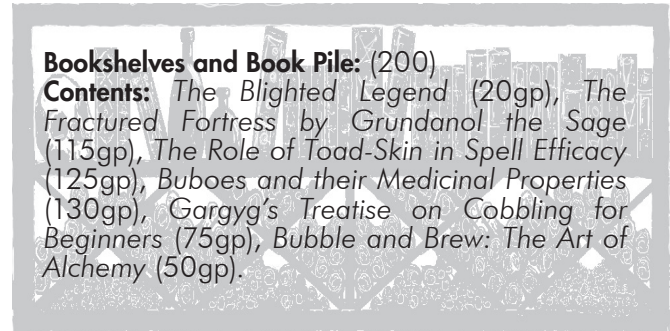 Bookshelves and Book Pile: (200)
Contents: The Blighted Legend (20gp), The
Fractured Fortress by Grundanol the Sage
(115gp), The Role of Toad-Skin in Spell Efficacy
(125gp), Buboes and their Medicinal Properties
(130gp), Gargyg's Treatise on Cobbling for
Beginners (75gp), Bubble and Brew: The Art of
Alchemy (50gp).